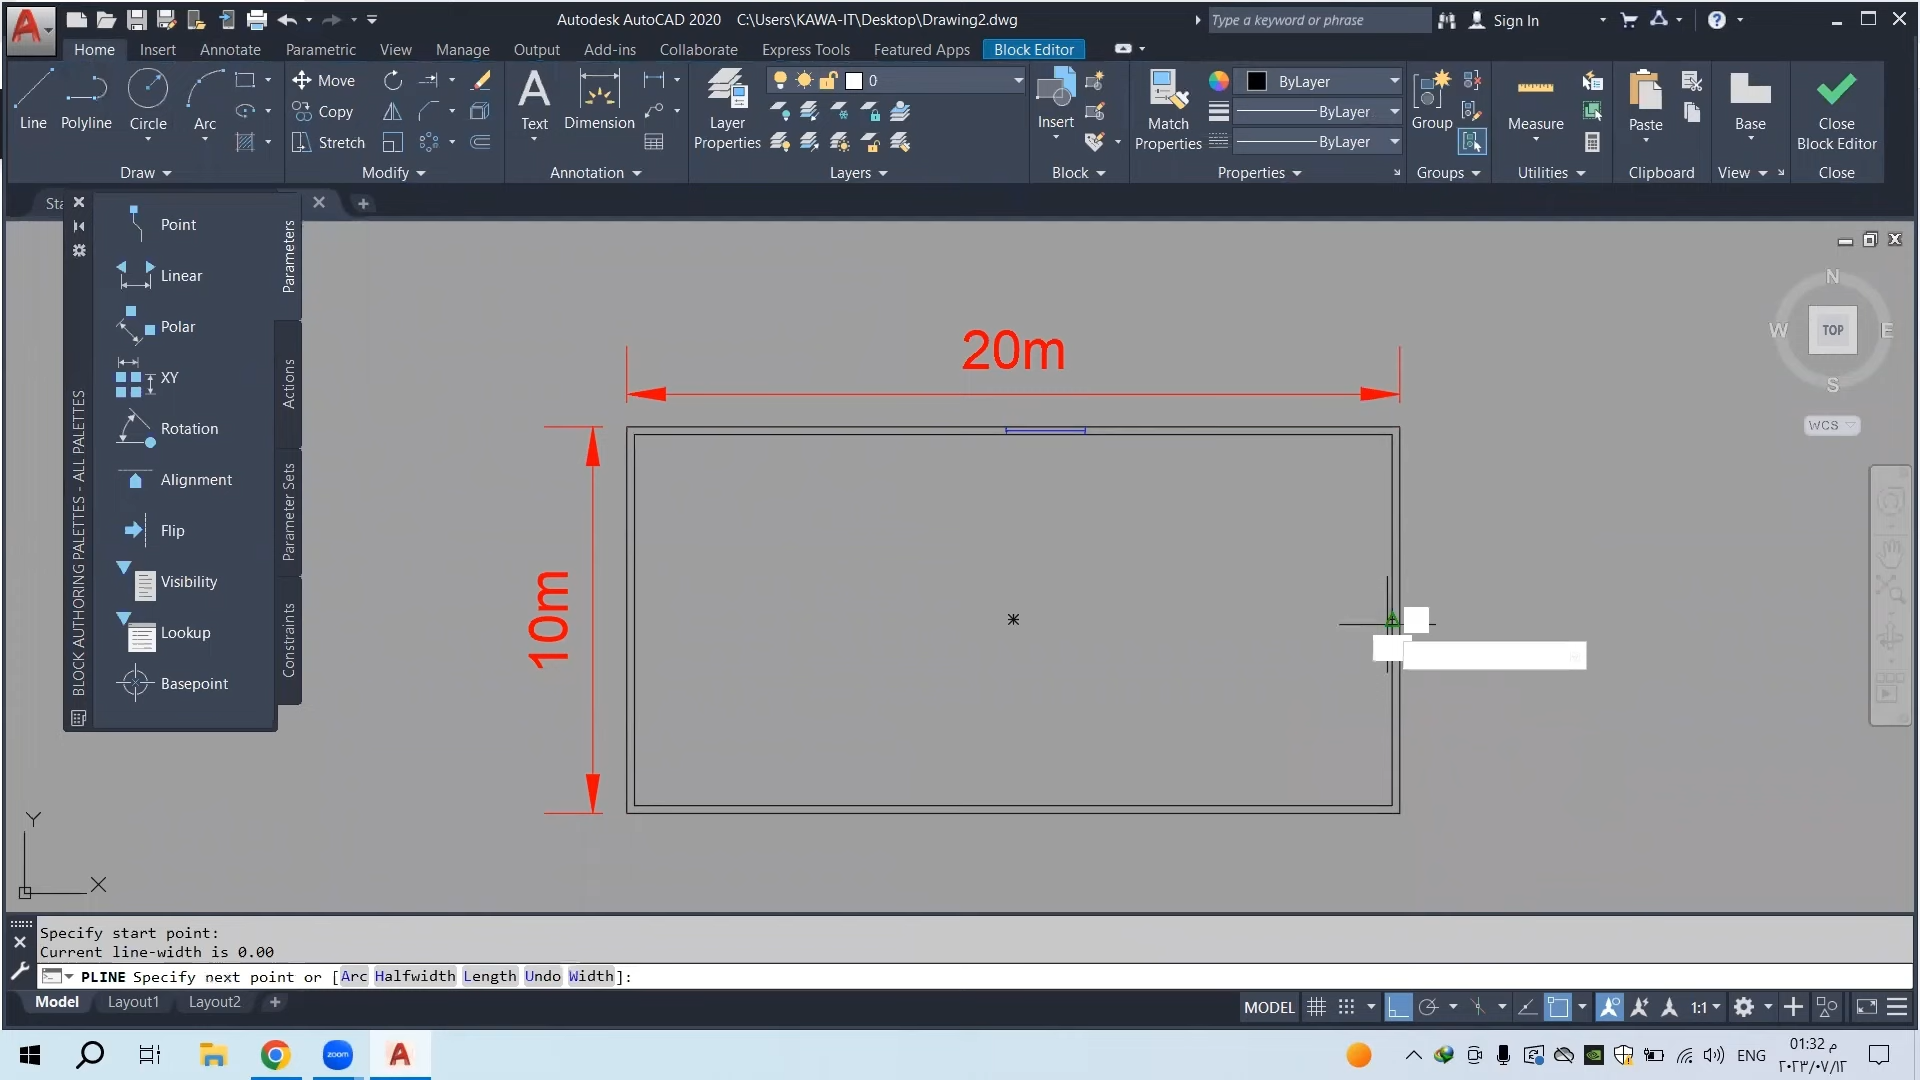 Autodesk AutoCAD 2020 C:\Users\KAWA-IT\Desktop\Drawing2.dwg
Type a keyword or phrase
Sign In
Home Insert Annotate Parametric View Manage Output Add-ins Collaborate Express Tools Featured Apps Block Editor
Line Polyline Circle Arc
Move
Copy
Stretch
Text Dimension
Layer Properties
0
Insert
Match Properties
ByLayer
ByLayer
ByLayer
Group
Measure
Paste
Base
Close Block Editor
Draw Modify Annotation Layers Block Properties Groups Utilities Clipboard View Close
Sta
Point
Linear
Polar
XY
Rotation
Alignment
Flip
Visibility
Lookup
Basepoint
Parameters
Actions
Parameter Sets
Constraints
BLOCK AUTHORING PALETTES - ALL PALETTES
20m
10m
N
W TOP E
S
WCS
Y
X
Specify start point:
Current line-width is 0.00
PLINE Specify next point or [Arc Halfwidth Length Undo Width]:
Model Layout1 Layout2
MODEL 1:1
zoom
ENG
01:32 م
٢٠٢٣/٠٧/١٢